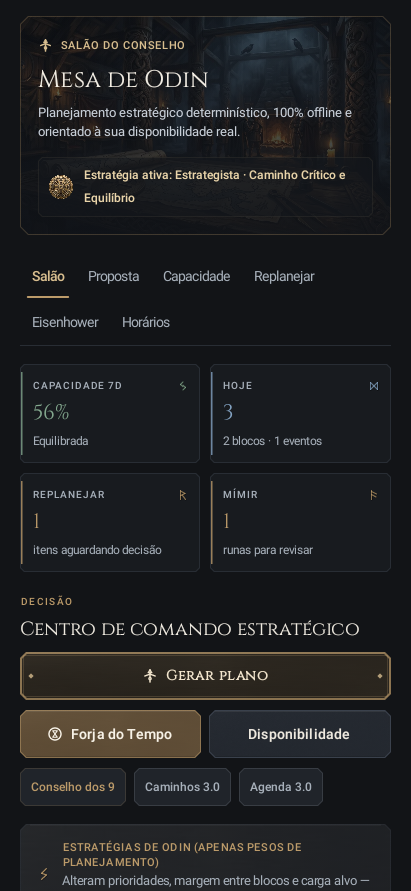 SALÃO DO CONSELHO
Mesa de Odin
Planejamento estratégico determinístico, 100% offline e
orientado à sua disponibilidade real.
Estratégia ativa: Estrategista · Caminho Crítico e
Equilíbrio
Salão Proposta Capacidade Replanejar
Eisenhower Horários
CAPACIDADE 7D ᛃ
56%
Equilibrada
HOJE ᛞ
3
2 blocos · 1 eventos
REPLANEJAR ᚱ
1
itens aguardando decisão
MÍMIR ᚨ
1
runas para revisar
DECISÃO
Centro de comando estratégico
Gerar plano
Forja do Tempo
Disponibilidade
Conselho dos 9 Caminhos 3.0 Agenda 3.0
ESTRATÉGIAS DE ODIN (APENAS PESOS DE
PLANEJAMENTO)
Alteram prioridades, margem entre blocos e carga alvo —